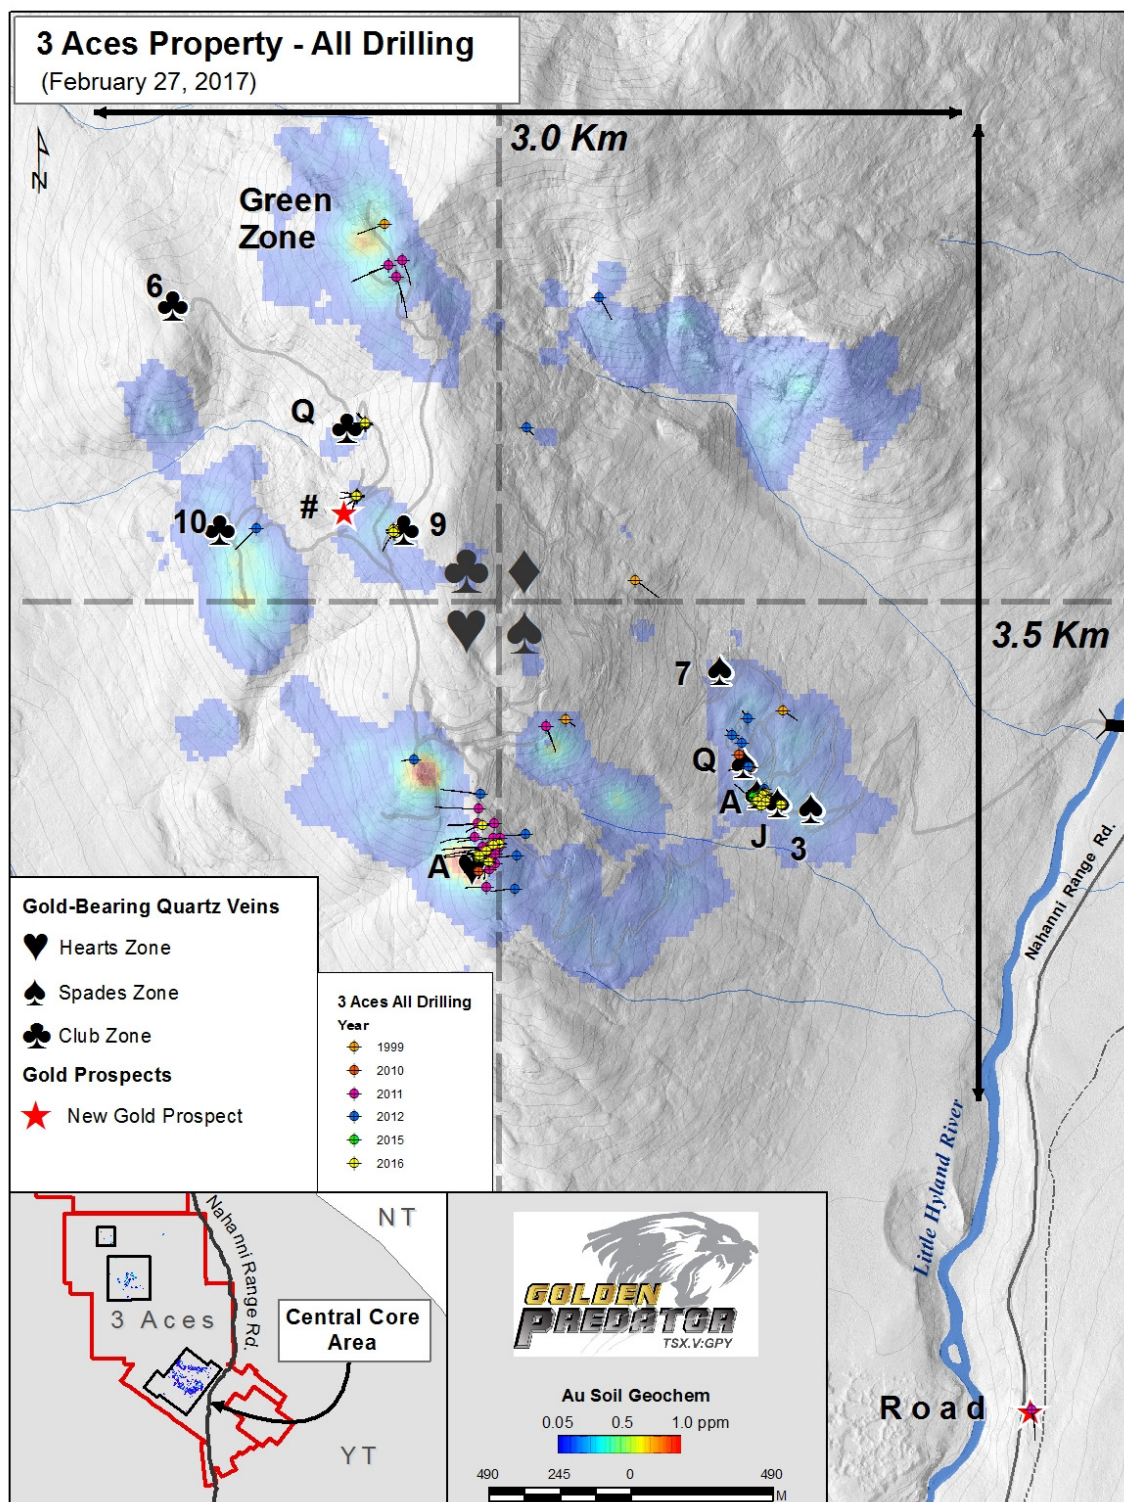 3 Aces Property - All Drilling
(February 27, 2017)
3.0 Km
N
Green
Zone
6
Q
#
10
9
3.5 Km
7
Q
A
J
3
A
Nahanni Range Rd.
Little Hyland River
Road
Gold-Bearing Quartz Veins
Hearts Zone
Spades Zone
Club Zone
Gold Prospects
New Gold Prospect
3 Aces All Drilling
Year
1999
2010
2011
2012
2015
2016
NT
Nahanni Range Rd.
3 Aces
Central Core
Area
YT
GOLDEN
PREDATOR
TSX.V:GPY
Au Soil Geochem
0.05 0.5 1.0 ppm
490 245 0 490
M